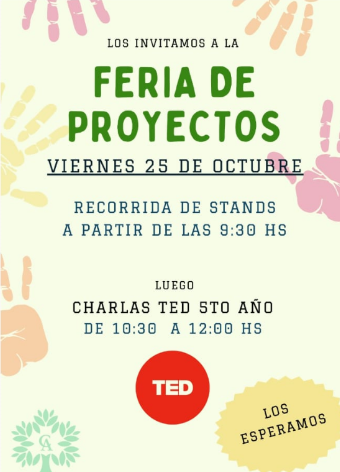 LOS INVITAMOS A LA
FERIA DE
PROYECTOS
VIERNES 25 DE OCTUBRE
RECORRIDA DE STANDS
A PARTIR DE LAS 9:30 HS
LUEGO
CHARLAS TED 5TO AÑO
DE 10:30 A 12:00 HS
TED
LOS
ESPERAMOS